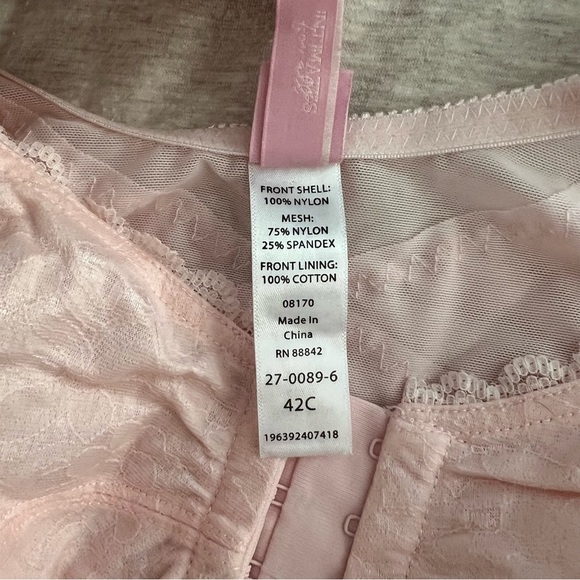 INTIMATES
FRONT SHELL:
100% NYLON
MESH:
75% NYLON
25% SPANDEX
FRONT LINING:
100% COTTON
08170
Made In
China
RN 88842
27-0089-6
42C
196392407418